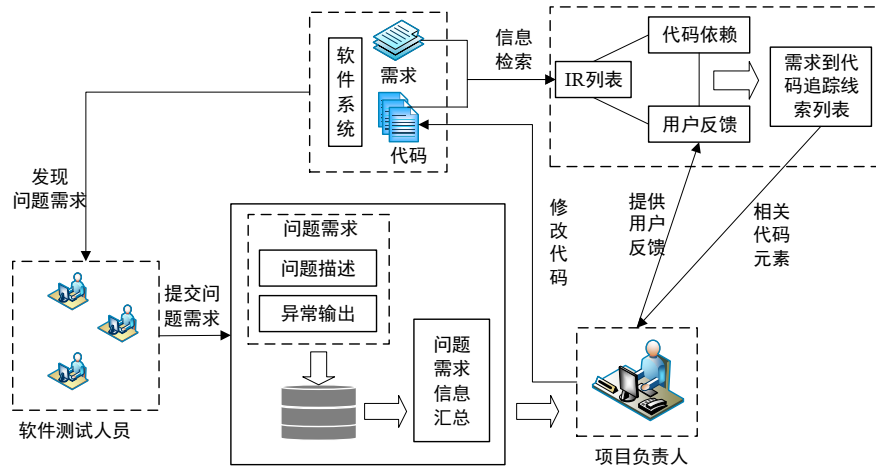 软
件
系
统
需求
代码
信息
检索
IR列表
代码依赖
用户反馈
需求到代
码追踪线
索列表
发现
问题需求
提交问
题需求
软件测试人员
问题需求
问题描述
异常输出
问题
需求
信息
汇总
修
改
代
码
提供
用户
反馈
相关
代码
元素
项目负责人